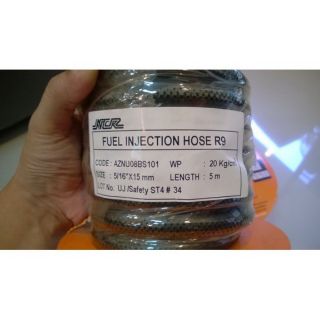 NCR
FUEL INJECTION HOSE R9
CODE : AZNU08BS101 WP : 20 Kg/cm
SIZE : 5/16"X15 mm LENGTH : 5 m
LOT No. UJ /Safety ST4 # 34